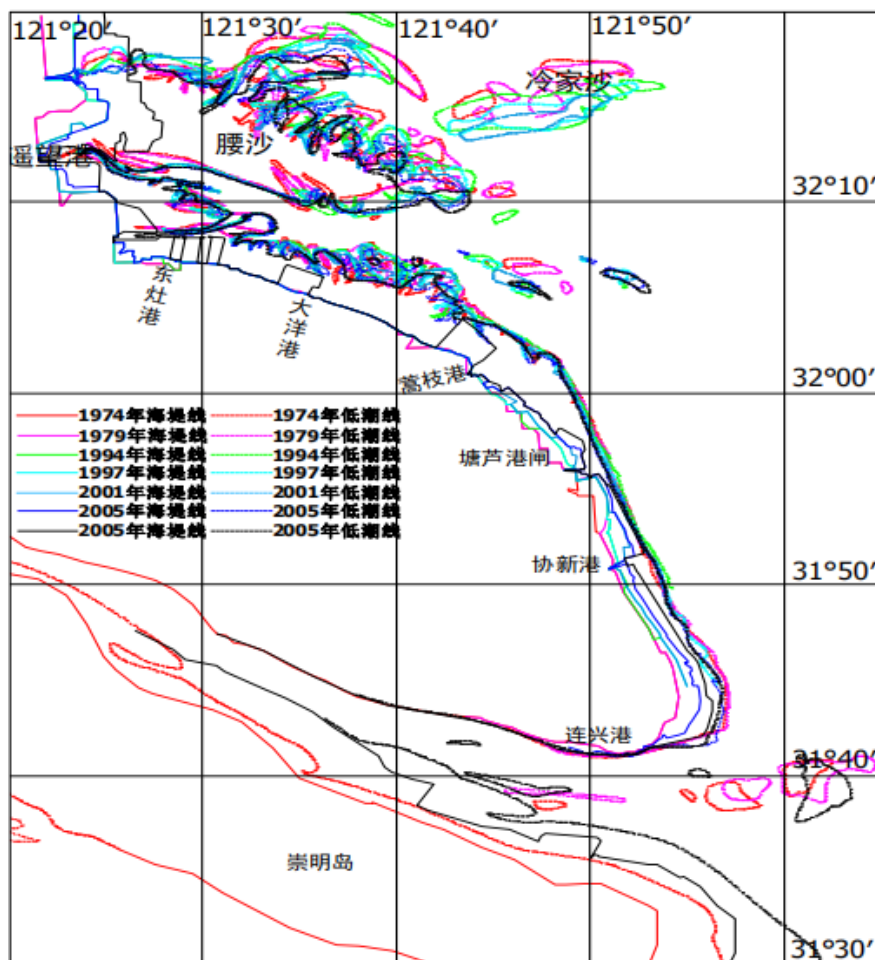 121°20′ 121°30′ 121°40′ 121°50′
冷家沙
腰沙
遥望港
32°10′
东灶港
大洋港
蒿枝港
32°00′
1974年海堤线 1974年低潮线
1979年海堤线 1979年低潮线
1994年海堤线 1994年低潮线
1997年海堤线 1997年低潮线
2001年海堤线 2001年低潮线
2005年海堤线 2005年低潮线
2005年海堤线 2005年低潮线
塘芦港闸
协新港
31°50′
连兴港
31°40′
崇明岛
31°30′